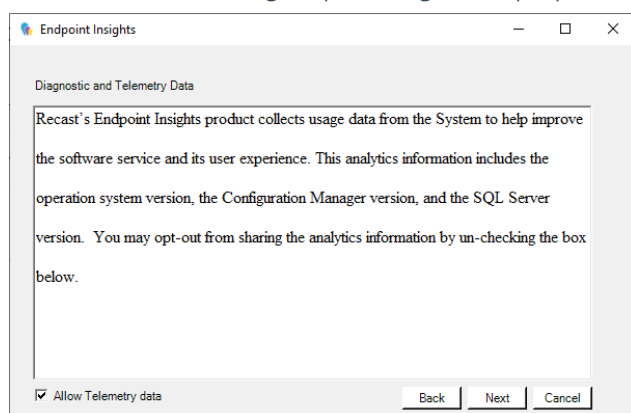 Endpoint Insights
Diagnostic and Telemetry Data
Recast's Endpoint Insights product collects usage data from the System to help improve
the software service and its user experience. This analytics information includes the
operation system version, the Configuration Manager version, and the SQL Server
version.  You may opt-out from sharing the analytics information by un-checking the box
below.
Allow Telemetry data
Back Next Cancel